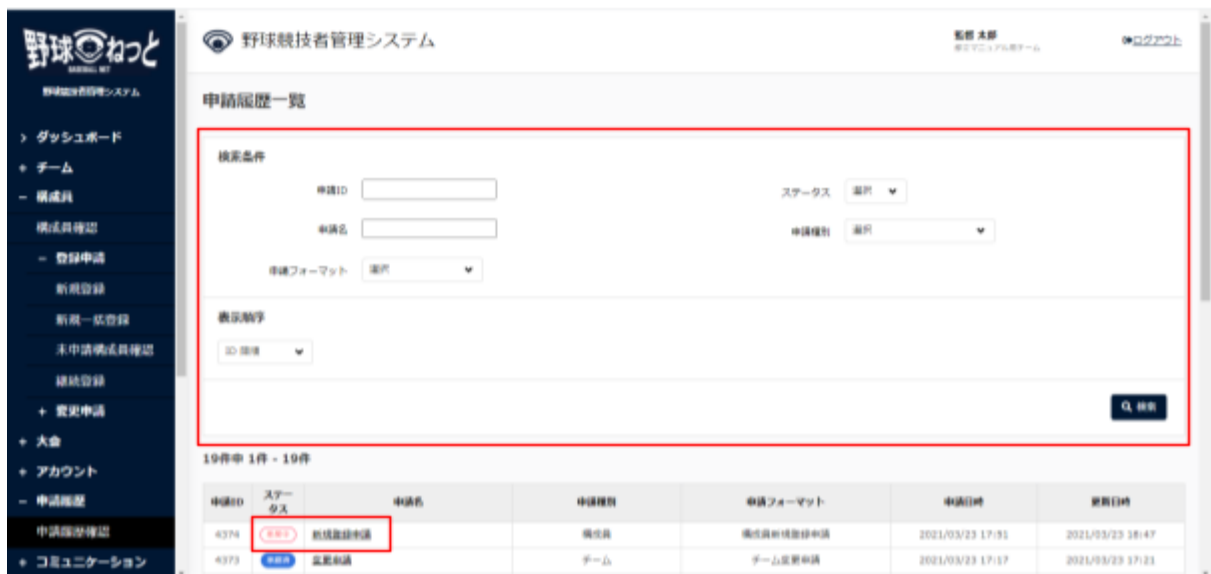 野球ねっと
BASEBALL NET
野球競技者管理システム
> ダッシュボード
+ チーム
− 構成員
構成員確認
− 登録申請
新規登録
新規一括登録
未申請構成員確認
継続登録
+ 変更申請
+ 大会
+ アカウント
− 申請履歴
申請履歴確認
+ コミュニケーション
野球競技者管理システム
監督 太郎
ログアウト
申請履歴一覧
検索条件
申請ID
ステータス 選択
申請名
申請種別 選択
申請フォーマット 選択
表示順序
検索
19件中 1件 - 19件
申請ID ステータス 申請名 申請種別 申請フォーマット 申請日時 更新日時
4374 新規登録申請 構成員 構成員新規登録申請 2021/03/23 17:51 2021/03/23 18:47
4373 変更申請 チーム チーム変更申請 2021/03/23 17:17 2021/03/23 17:21